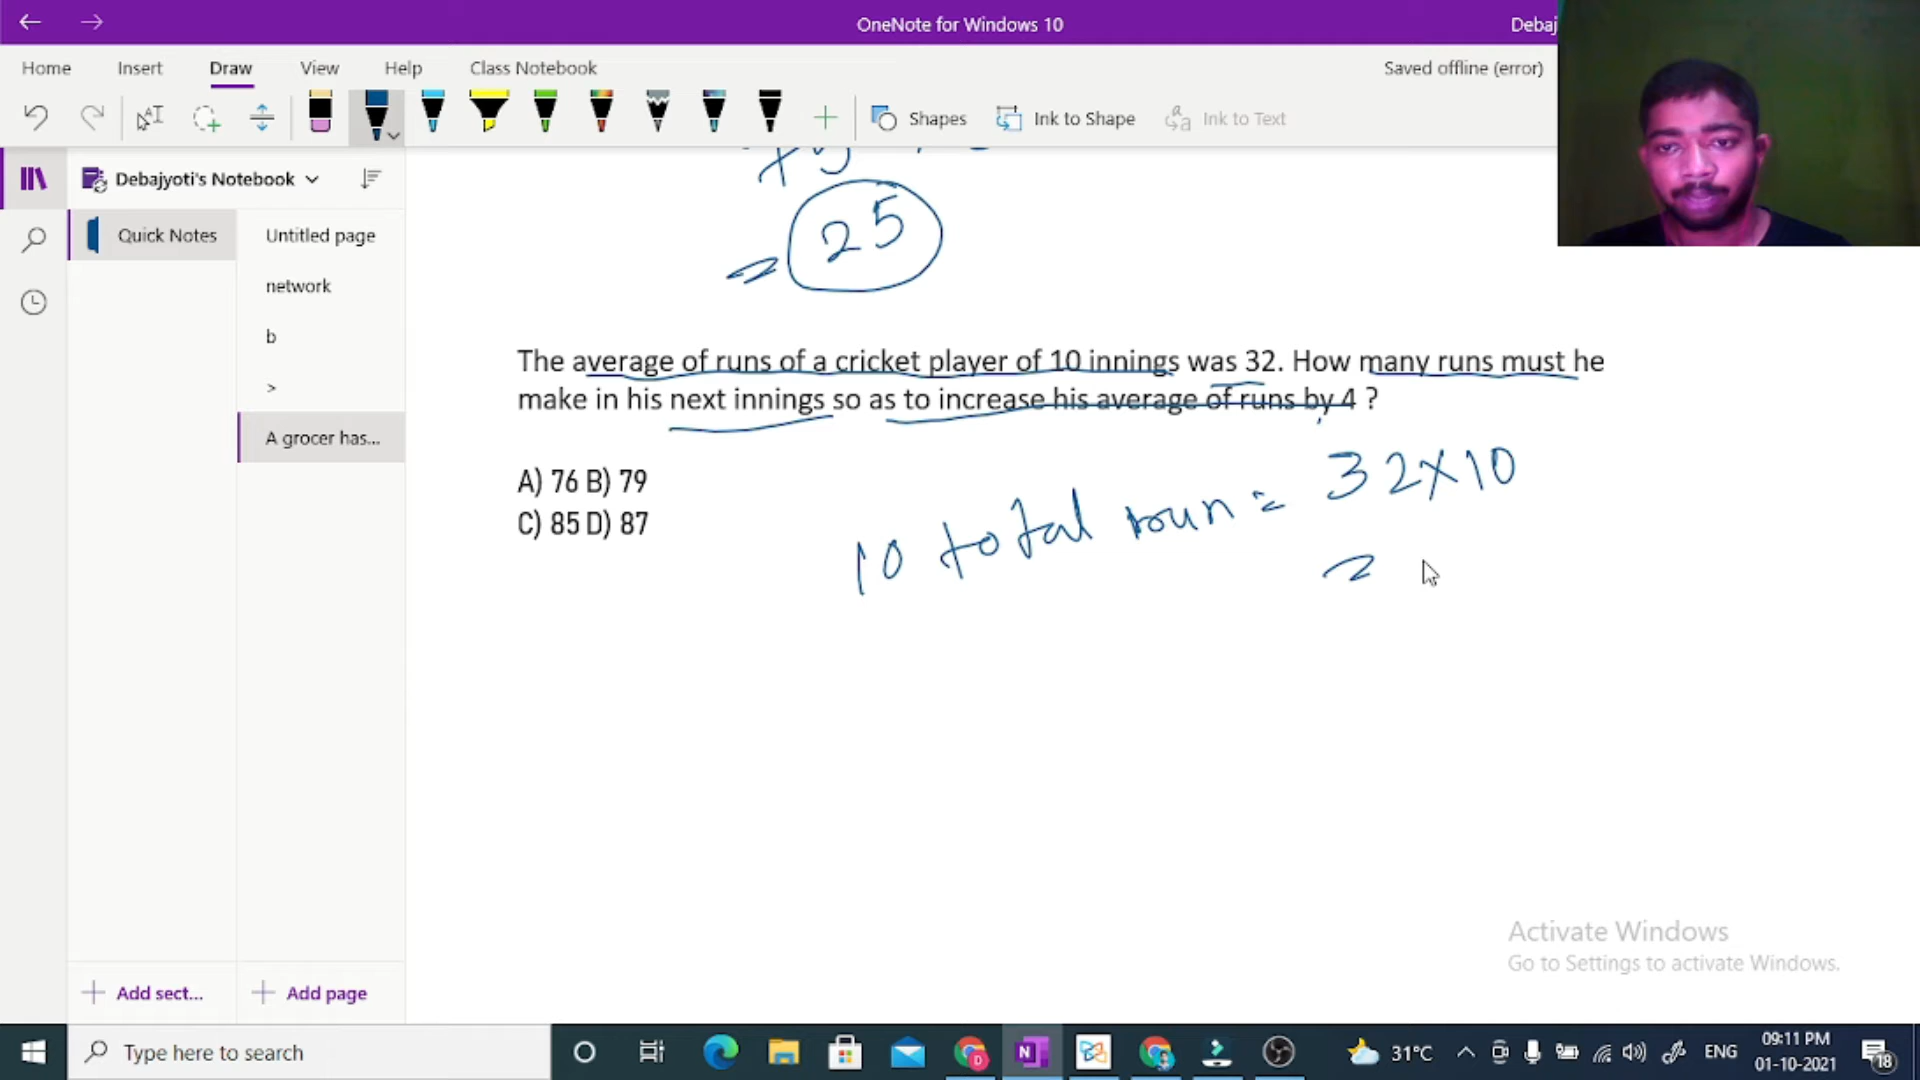 OneNote for Windows 10
Debaj
Home Insert Draw View Help Class Notebook Saved offline (error)
Shapes Ink to Shape Ink to Text
Debajyoti's Notebook
Quick Notes
Untitled page
network
b
>
A grocer has...
25
The average of runs of a cricket player of 10 innings was 32. How many runs must he
make in his next innings so as to increase his average of runs by 4 ?
A) 76 B) 79
C) 85 D) 87
10 total run = 32x10
=
Activate Windows
Go to Settings to activate Windows.
Add sect... Add page
Type here to search
31°C ENG 09:11 PM
01-10-2021
18